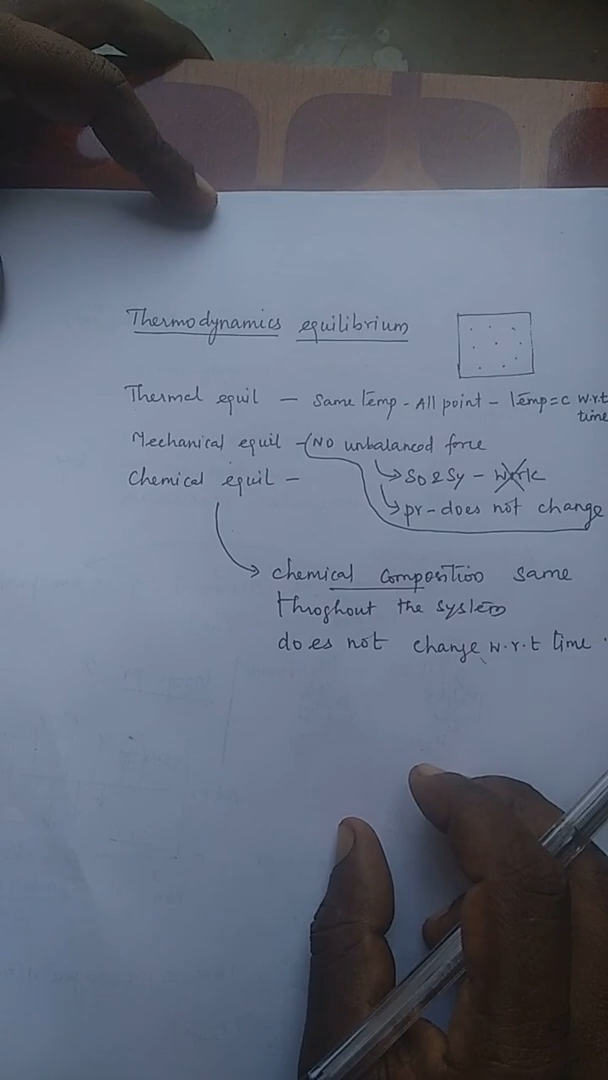 Thermodynamics equilibrium
Thermal equil - Same temp - All point - Temp=c w.r.t
time
Mechanical equil - (NO unbalanced force
SO & Sy - work
Chemical equil -
pr - does not change
chemical composition same
throghout the system
does not change w.r.t time.